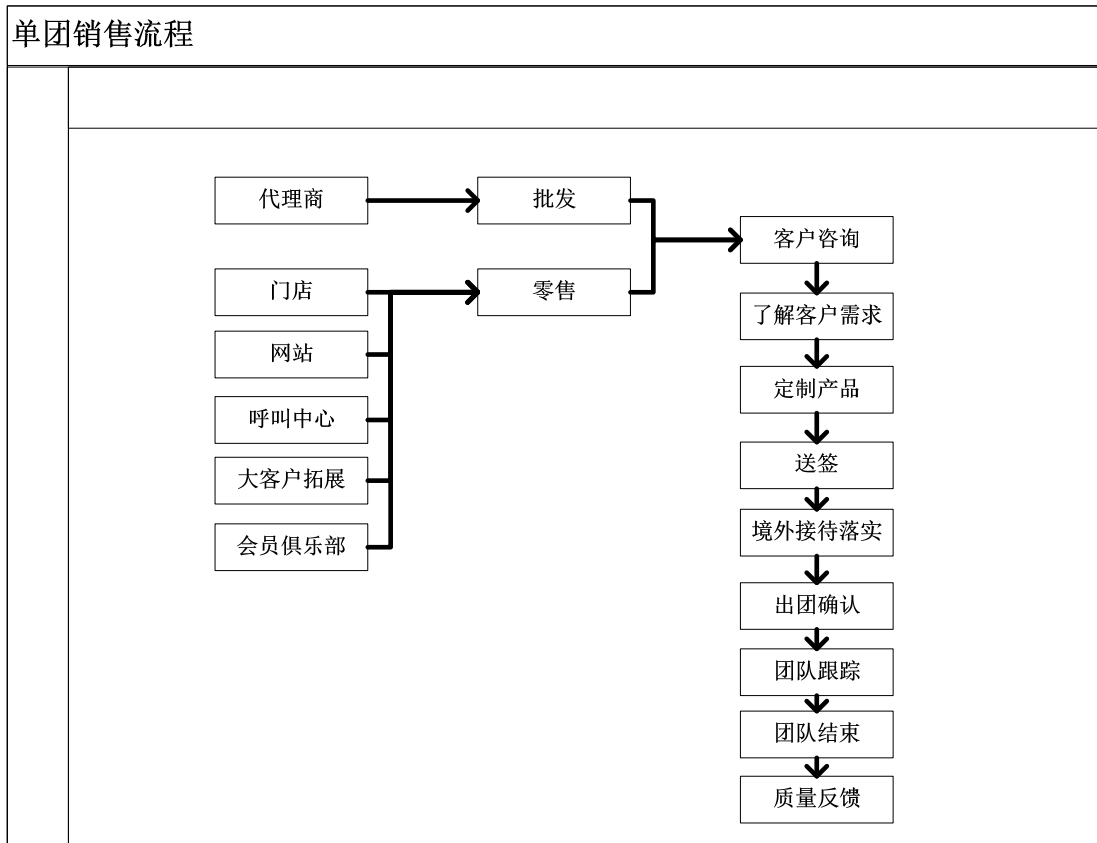 单团销售流程
代理商
批发
客户咨询
门店
零售
了解客户需求
网站
定制产品
呼叫中心
送签
大客户拓展
境外接待落实
会员俱乐部
出团确认
团队跟踪
团队结束
质量反馈